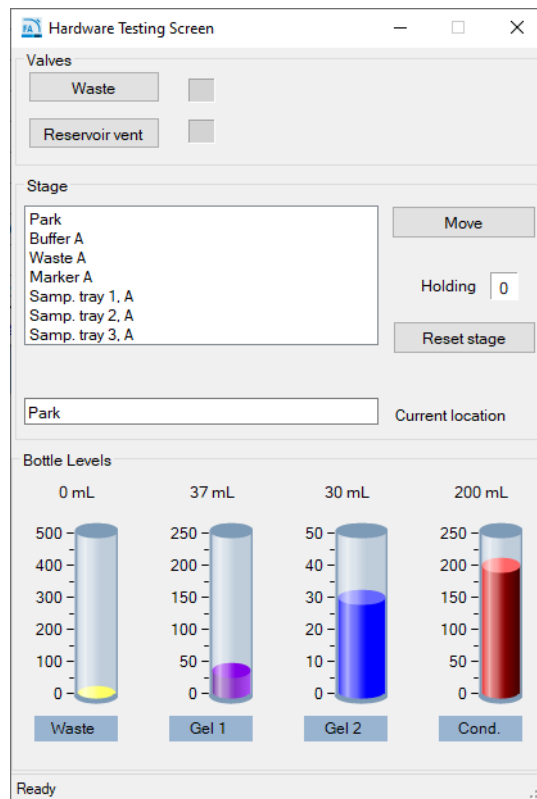 FA Hardware Testing Screen
Valves
Waste
Reservoir vent
Stage
Park
Buffer A
Waste A
Marker A
Samp. tray 1, A
Samp. tray 2, A
Samp. tray 3, A
Move
Holding 0
Reset stage
Park
Current location
Bottle Levels
0 mL 37 mL 30 mL 200 mL
500 250 50 250
400 200 40 200
300 150 30 150
200 100 20 100
100 50 10 50
0 0 0 0
Waste Gel 1 Gel 2 Cond.
Ready